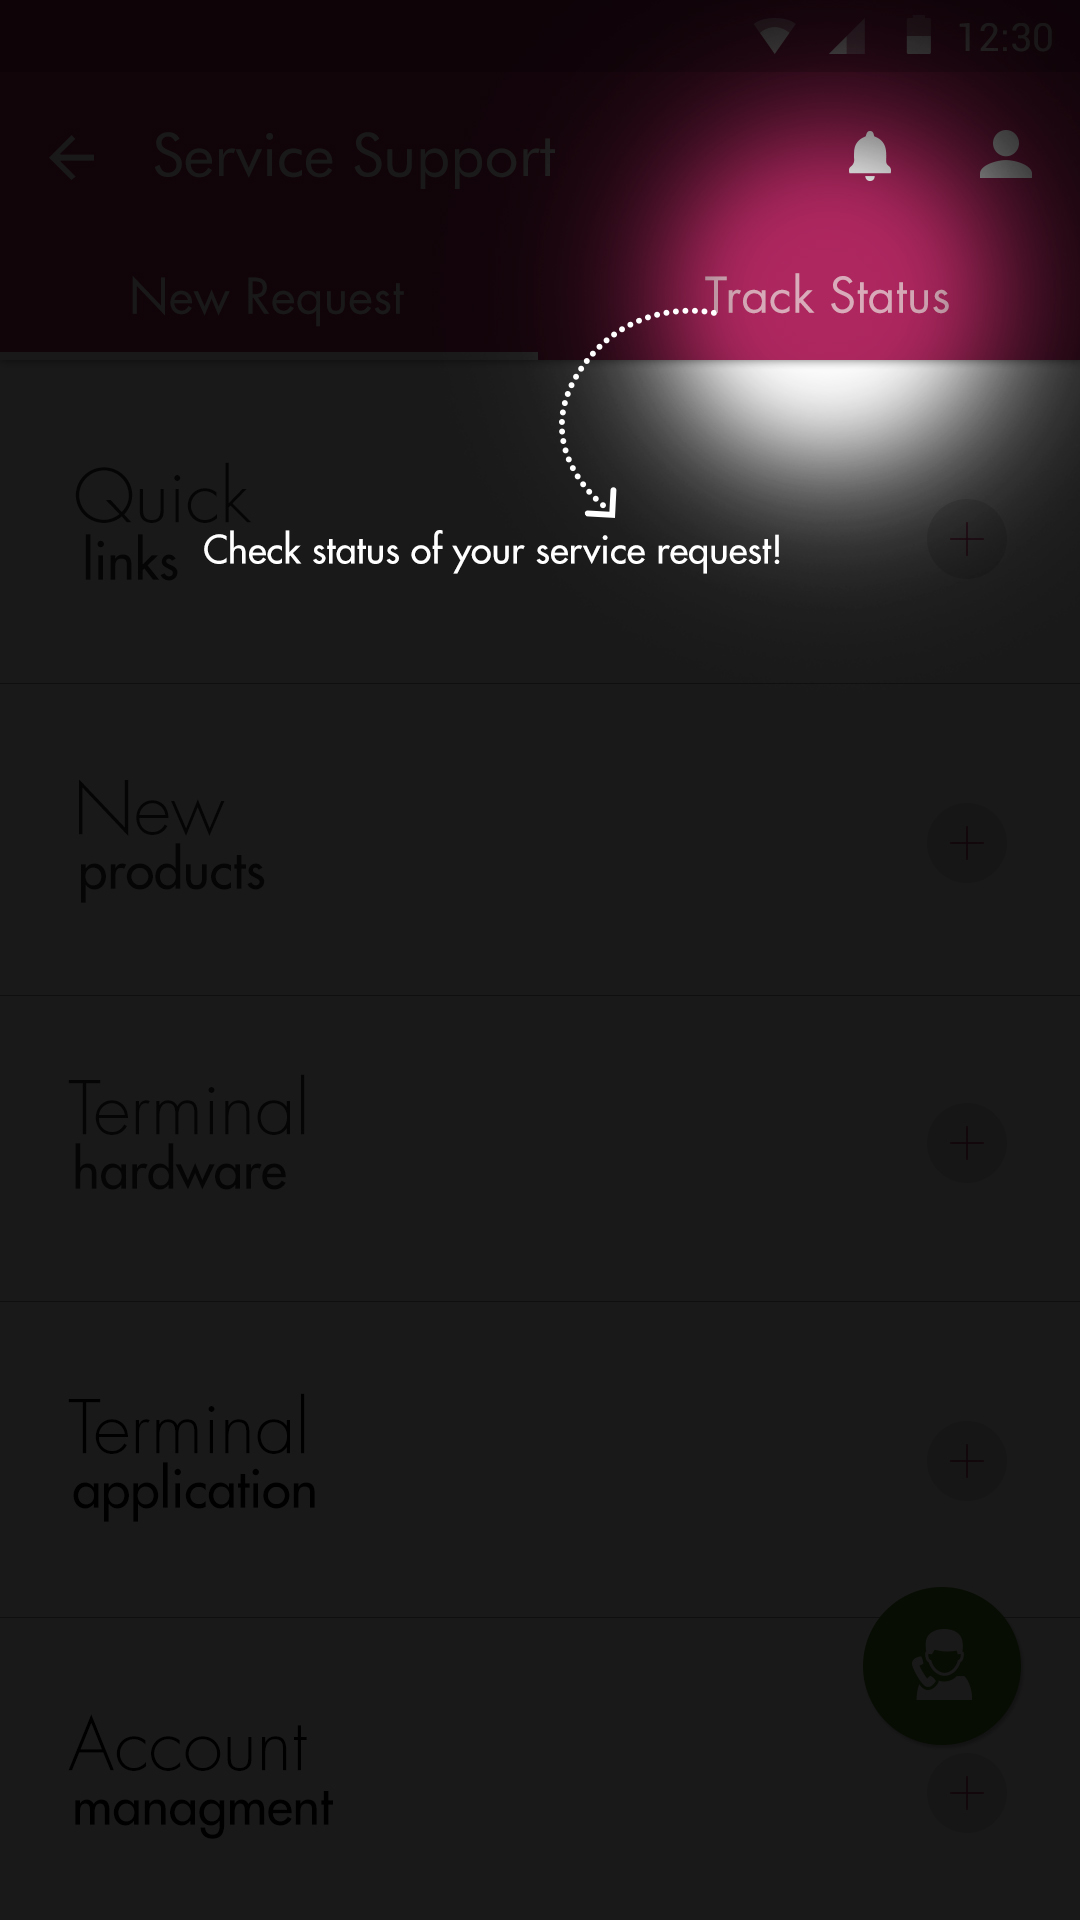 12:30
Service Support
New Request
Track Status
Quick
links
Check status of your service request!
New
products
Terminal
hardware
Terminal
application
Account
managment